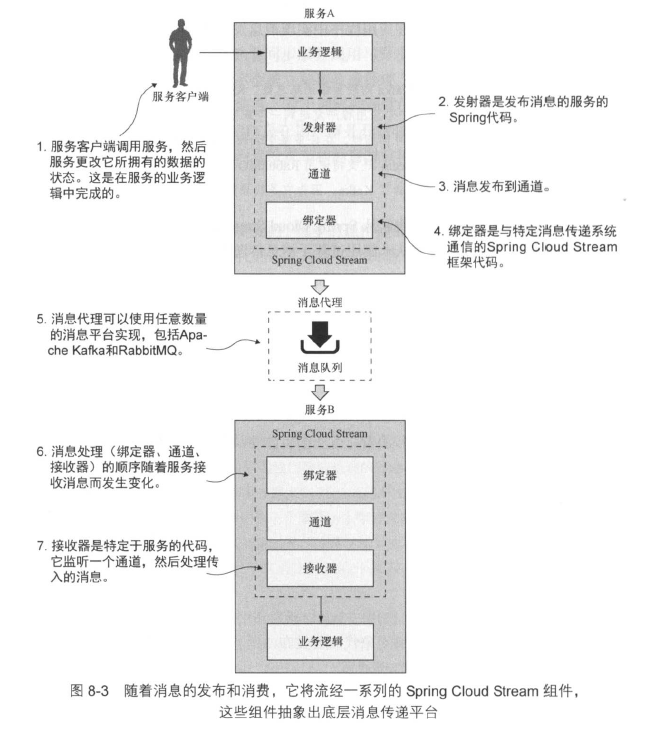 服务A
业务逻辑
服务客户端
1. 服务客户端调用服务，然后
服务更改它所拥有的数据的
状态。这是在服务的业务逻
辑中完成的。
发射器
2. 发射器是发布消息的服务的
Spring代码。
通道
3. 消息发布到通道。
绑定器
4. 绑定器是与特定消息传递系统
通信的Spring Cloud Stream
框架代码。
Spring Cloud Stream
消息代理
5. 消息代理可以使用任意数量
的消息平台实现，包括Apa-
che Kafka和RabbitMQ。
消息队列
服务B
Spring Cloud Stream
6. 消息处理（绑定器、通道、
接收器）的顺序随着服务接
收消息而发生变化。
绑定器
通道
7. 接收器是特定于服务的代码，
它监听一个通道，然后处理传
入的消息。
接收器
业务逻辑
图 8-3 随着消息的发布和消费，它将流经一系列的 Spring Cloud Stream 组件，
这些组件抽象出底层消息传递平台